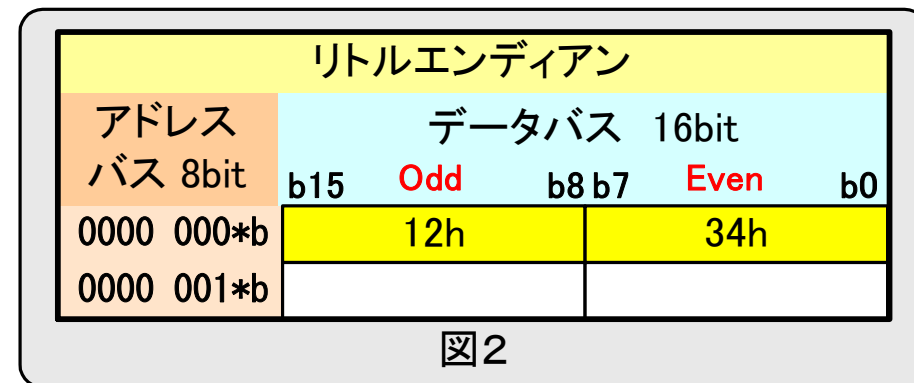 リトルエンディアン
アドレス
バス 8bit
データバス 16bit
b15 Odd b8 b7 Even b0
0000 000*b 12h 34h
0000 001*b
図2